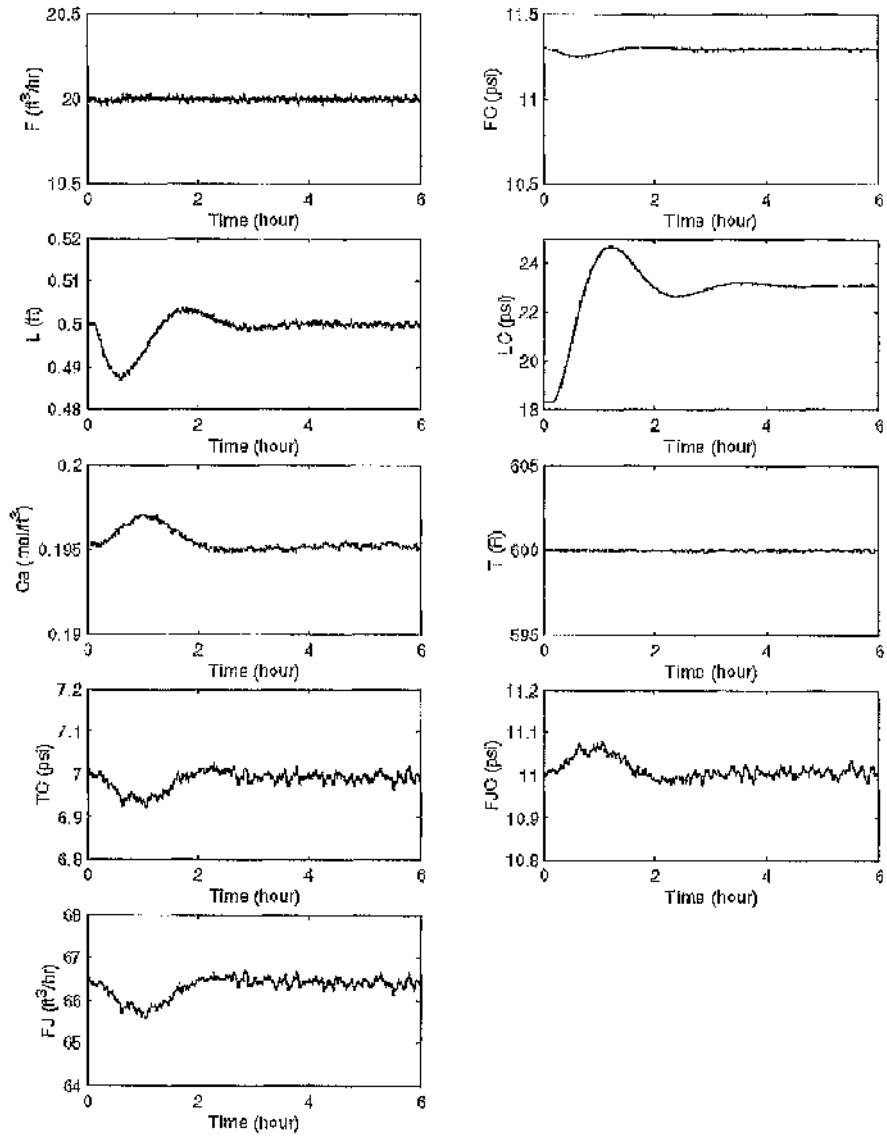 20.5
20
19.5
F (ft³/hr)
0 2 4 6
Time (hour)
11.5
11
10.5
FC (psi)
0 2 4 6
Time (hour)
0.52
0.51
0.5
0.49
0.48
L (ft)
0 2 4 6
Time (hour)
24
22
20
18
LC (psi)
0 2 4 6
Time (hour)
0.2
0.195
0.19
Ca (mol/ft³)
0 2 4 6
Time (hour)
605
600
595
T (R)
0 2 4 6
Time (hour)
7.2
7.1
7
6.9
6.8
TC (psi)
0 2 4 6
Time (hour)
11.2
11.1
11
10.9
10.8
FJC (psi)
0 2 4 6
Time (hour)
68
67
66
65
64
FJ (ft³/hr)
0 2 4 6
Time (hour)